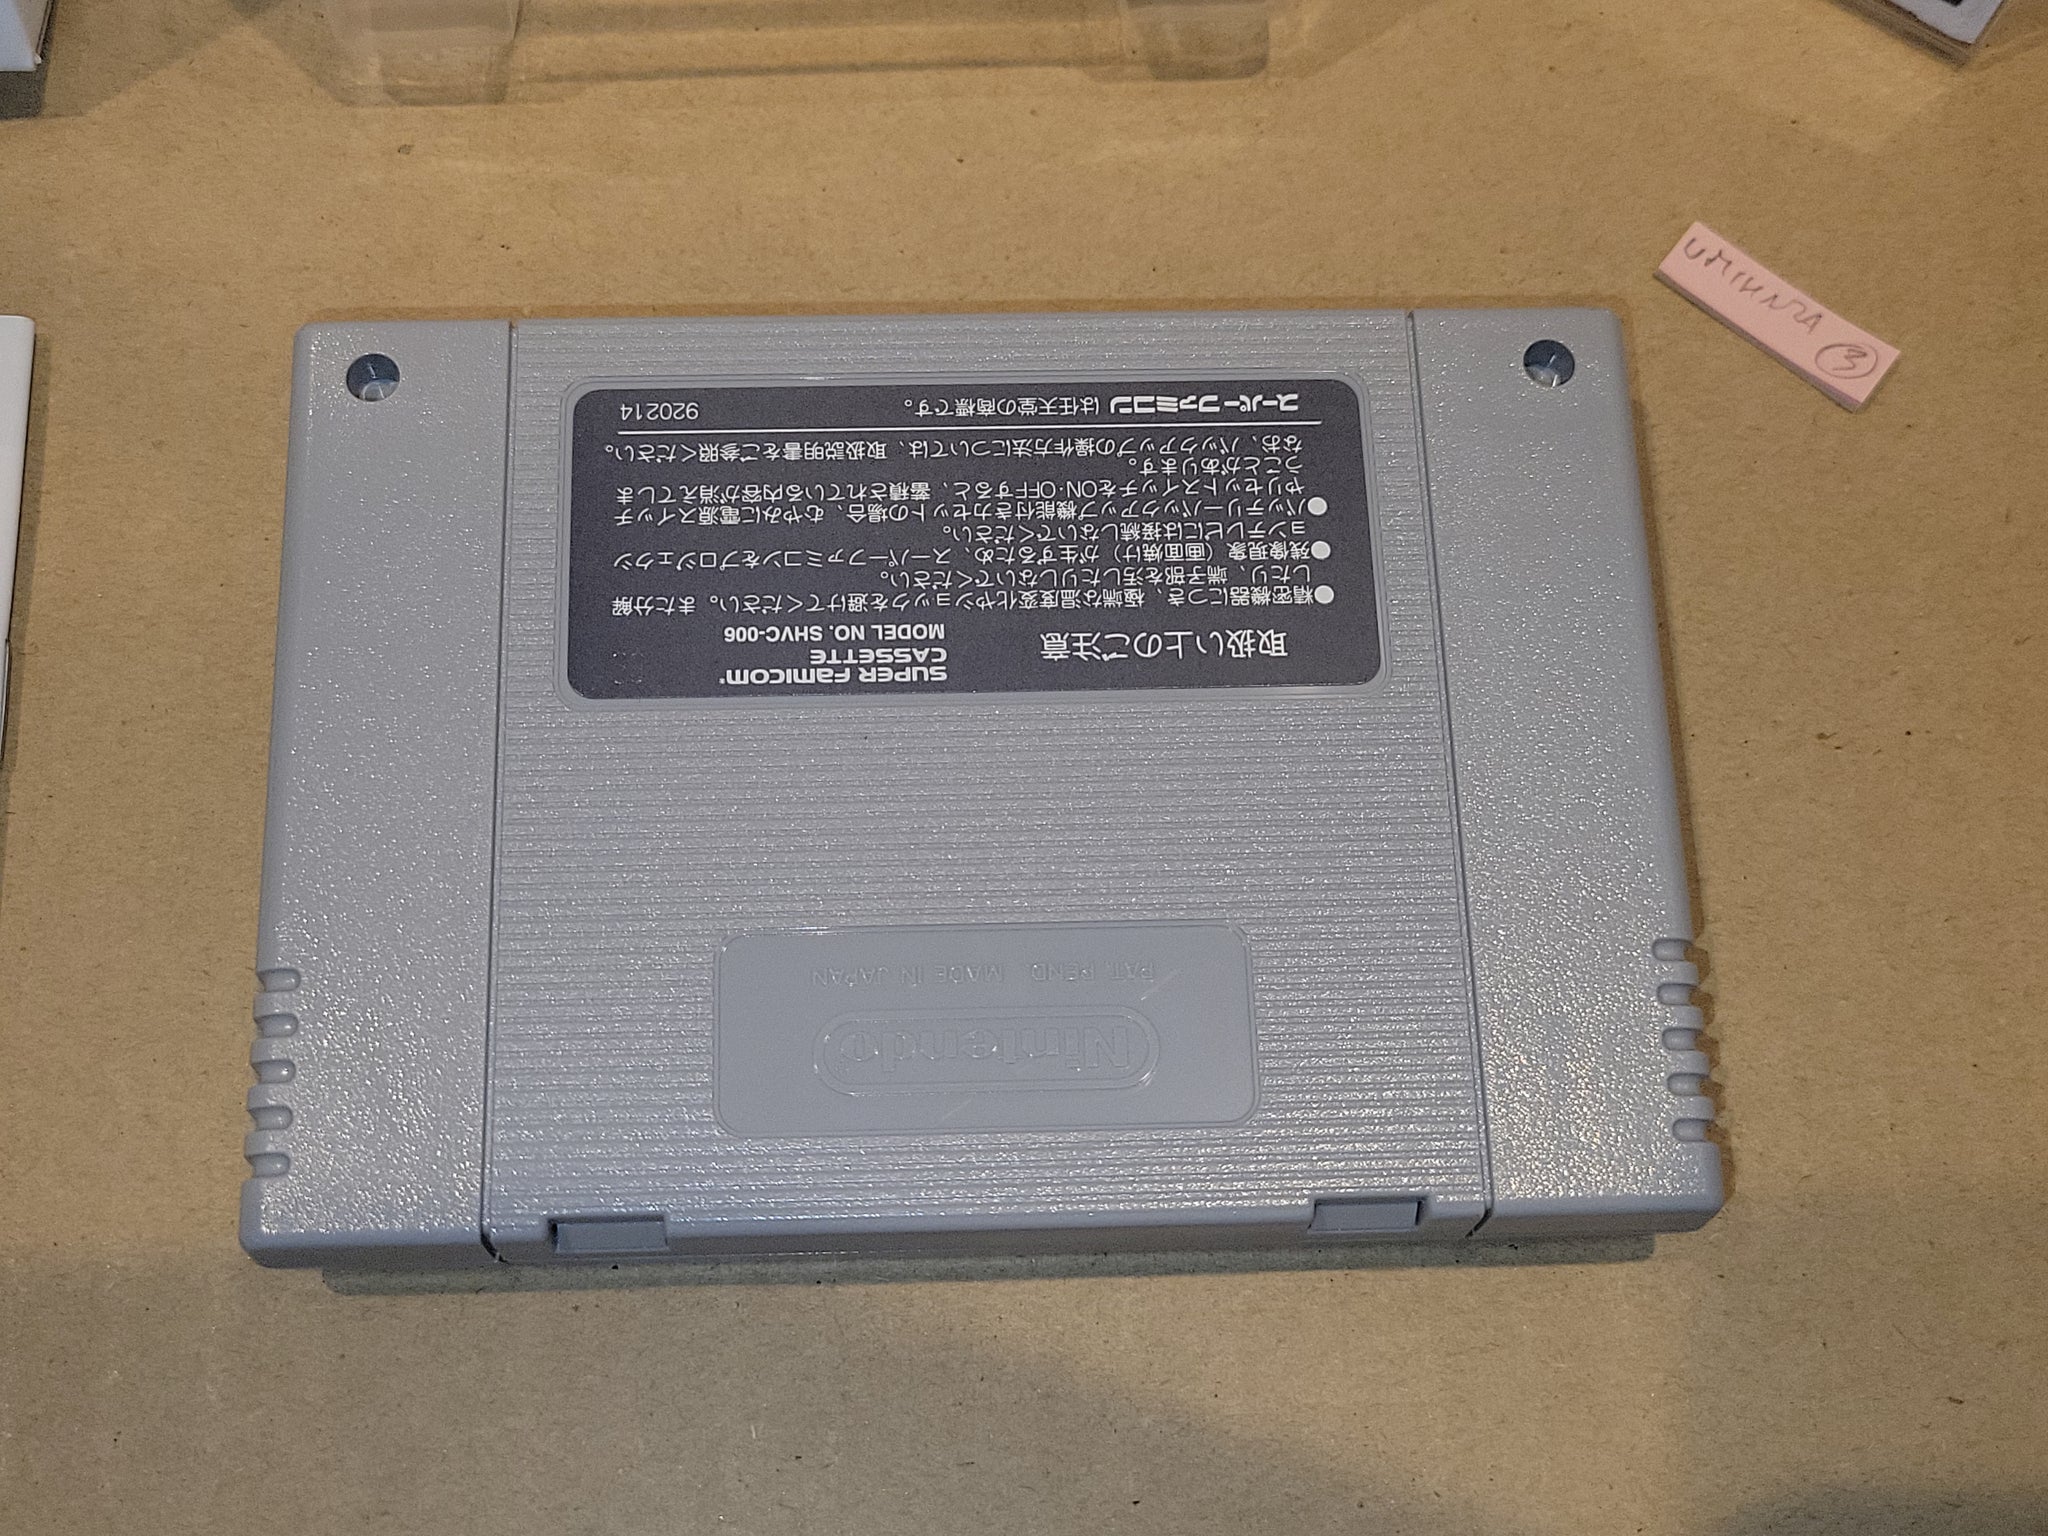 取扱い上のご注意
SUPER FAMICOM
CASSETTE
MODEL NO. SHVC-006
●精密機器につき、極端な温度変化やショックを避けてください。また分解
したり、端子部を汚したりしないでください。
●残像現象（画面焼け）が生ずるため、スーパーファミコンをプロジェクシ
ョンテレビには接続しないでください。
●バッテリーバックアップ機能付きカセットの場合、むやみに電源スイッチ
やリセットスイッチをON・OFFすると、蓄積されている内容が消えてしま
うことがあります。
なお、バックアップの操作方法については、取扱説明書をご参照ください。
スーパーファミコン は任天堂の商標です。 920214
PAT. PEND. MADE IN JAPAN
Nintendo
3